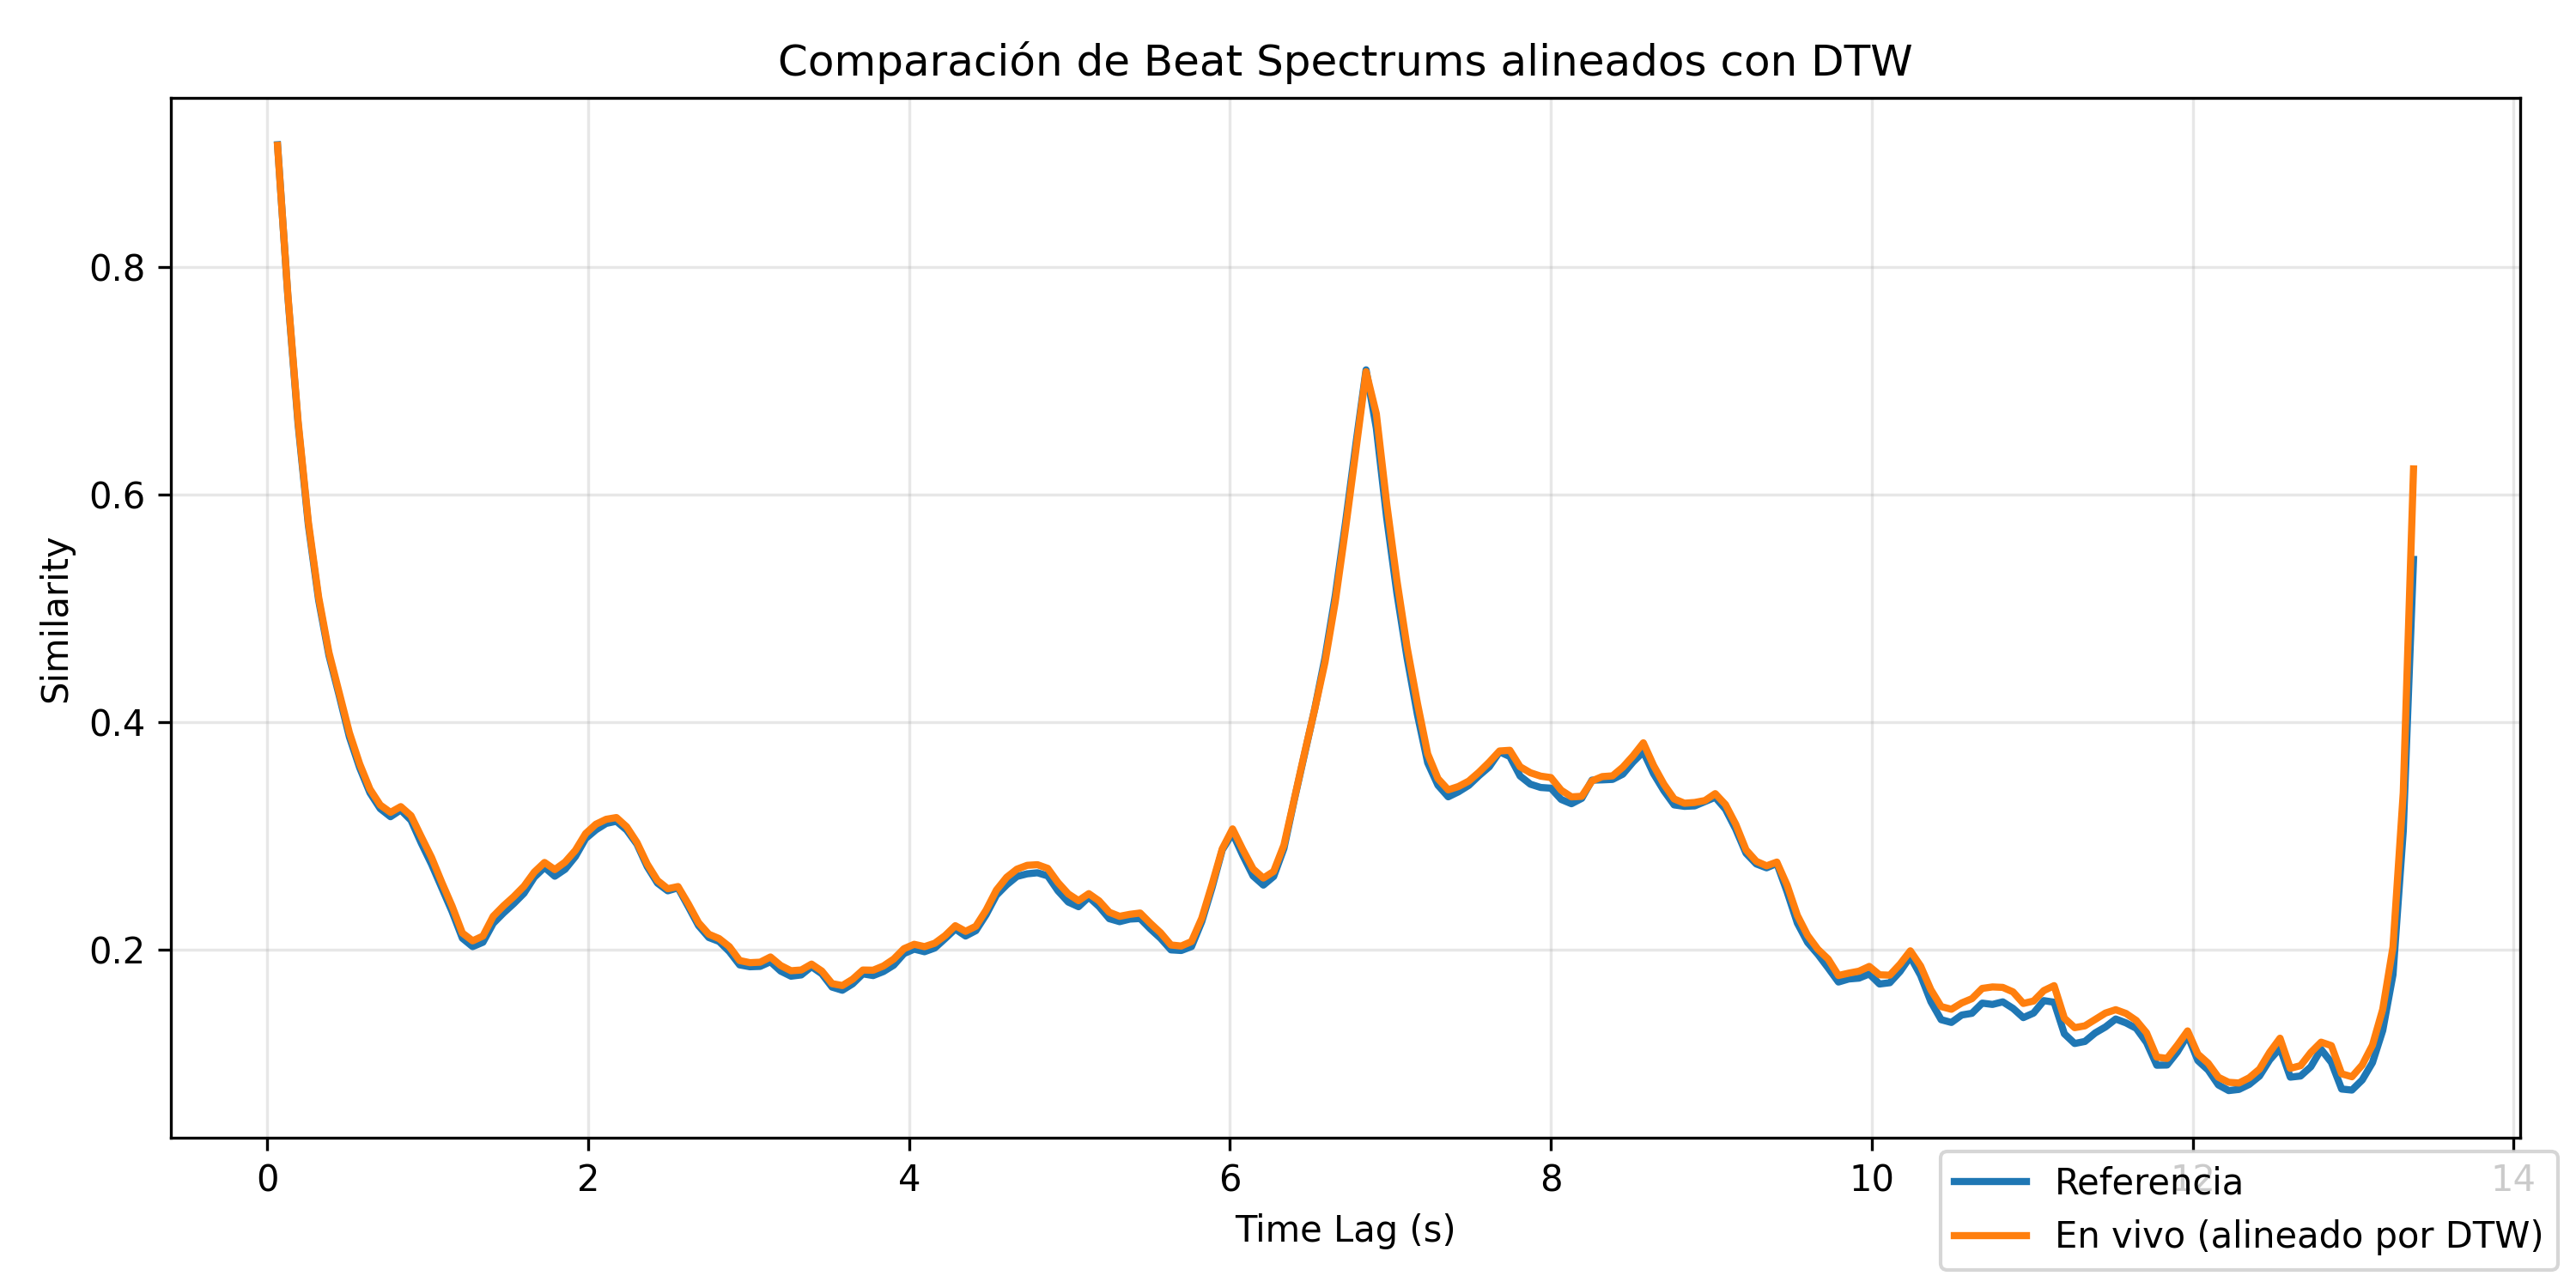 Comparación de Beat Spectrums alineados con DTW
Similarity
0.8
0.6
0.4
0.2
0 2 4 6 8 10 12 14
Time Lag (s)
Referencia
En vivo (alineado por DTW)